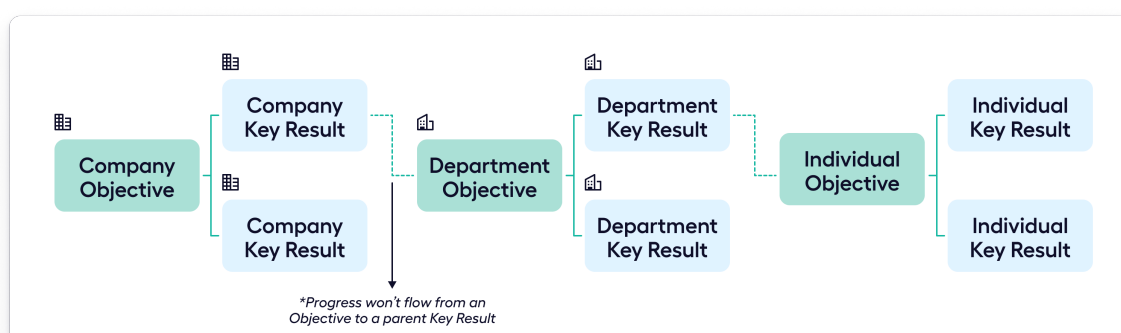 Company
Objective
Company
Key Result
Company
Key Result
*Progress won't flow from an
Objective to a parent Key Result
Department
Objective
Department
Key Result
Department
Key Result
Individual
Objective
Individual
Key Result
Individual
Key Result